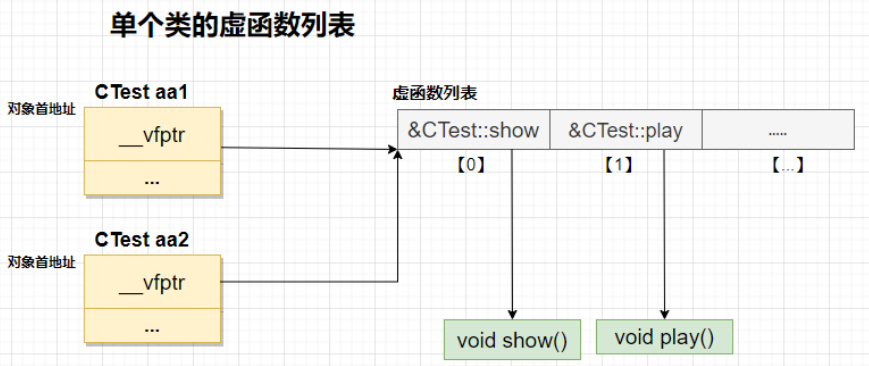 单个类的虚函数列表
CTest aa1
对象首地址
__vfptr
...
虚函数列表
&CTest::show
&CTest::play
.....
【0】
【1】
【...】
CTest aa2
对象首地址
__vfptr
...
void show()
void play()